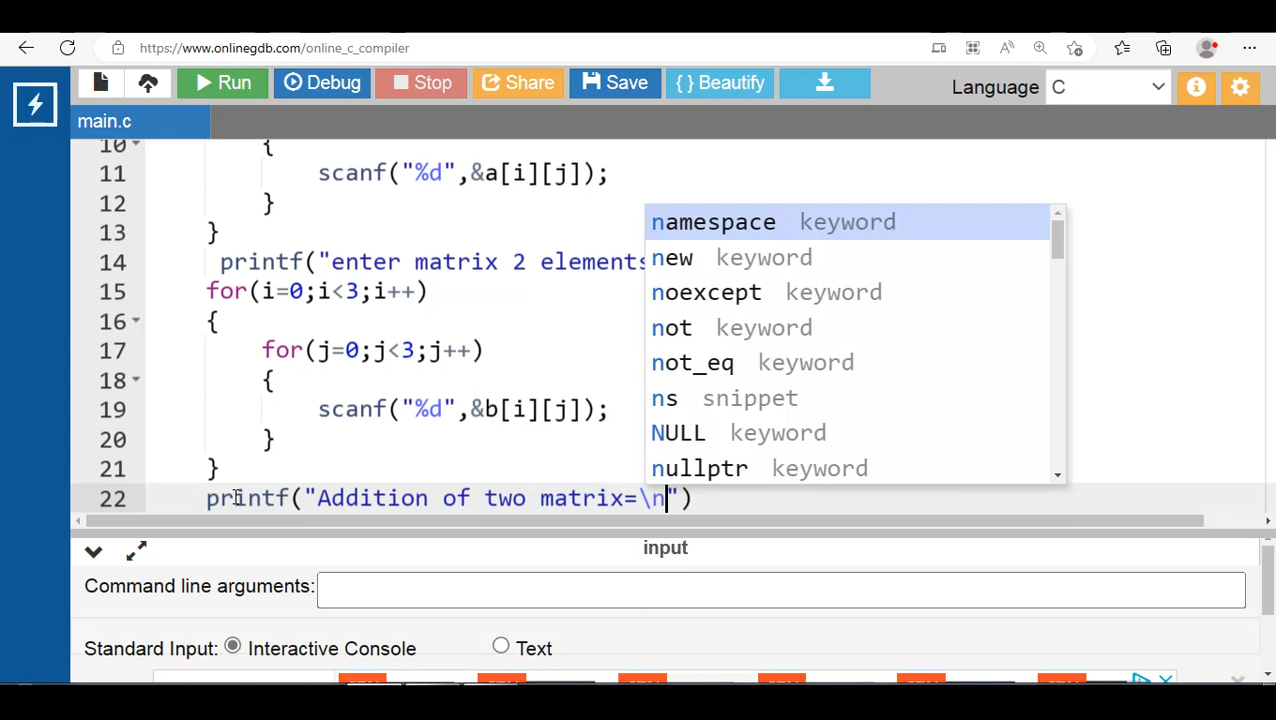 https://www.onlinegdb.com/online_c_compiler
Run Debug Stop Share Save { } Beautify Language C
main.c
10 {
11 scanf("%d",&a[i][j]);
12 }
13 }
14 printf("enter matrix 2 elements
15 for(i=0;i<3;i++)
16 {
17 for(j=0;j<3;j++)
18 {
19 scanf("%d",&b[i][j]);
20 }
21 }
22 printf("Addition of two matrix=\n")
namespace keyword
new keyword
noexcept keyword
not keyword
not_eq keyword
ns snippet
NULL keyword
nullptr keyword
input
Command line arguments:
Standard Input: Interactive Console Text